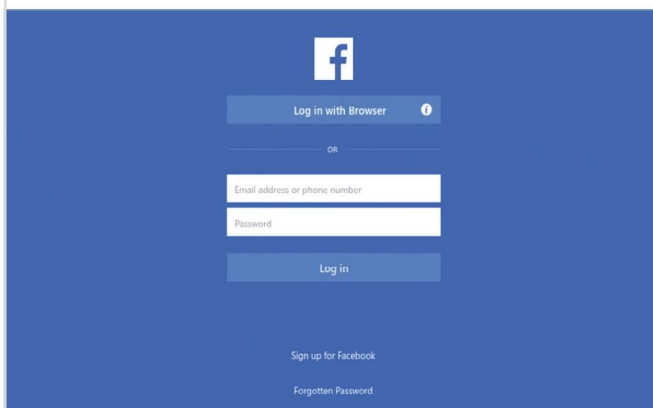 f
Log in with Browser i
OR
Email address or phone number
Password
Log in
Sign up for Facebook
Forgotten Password